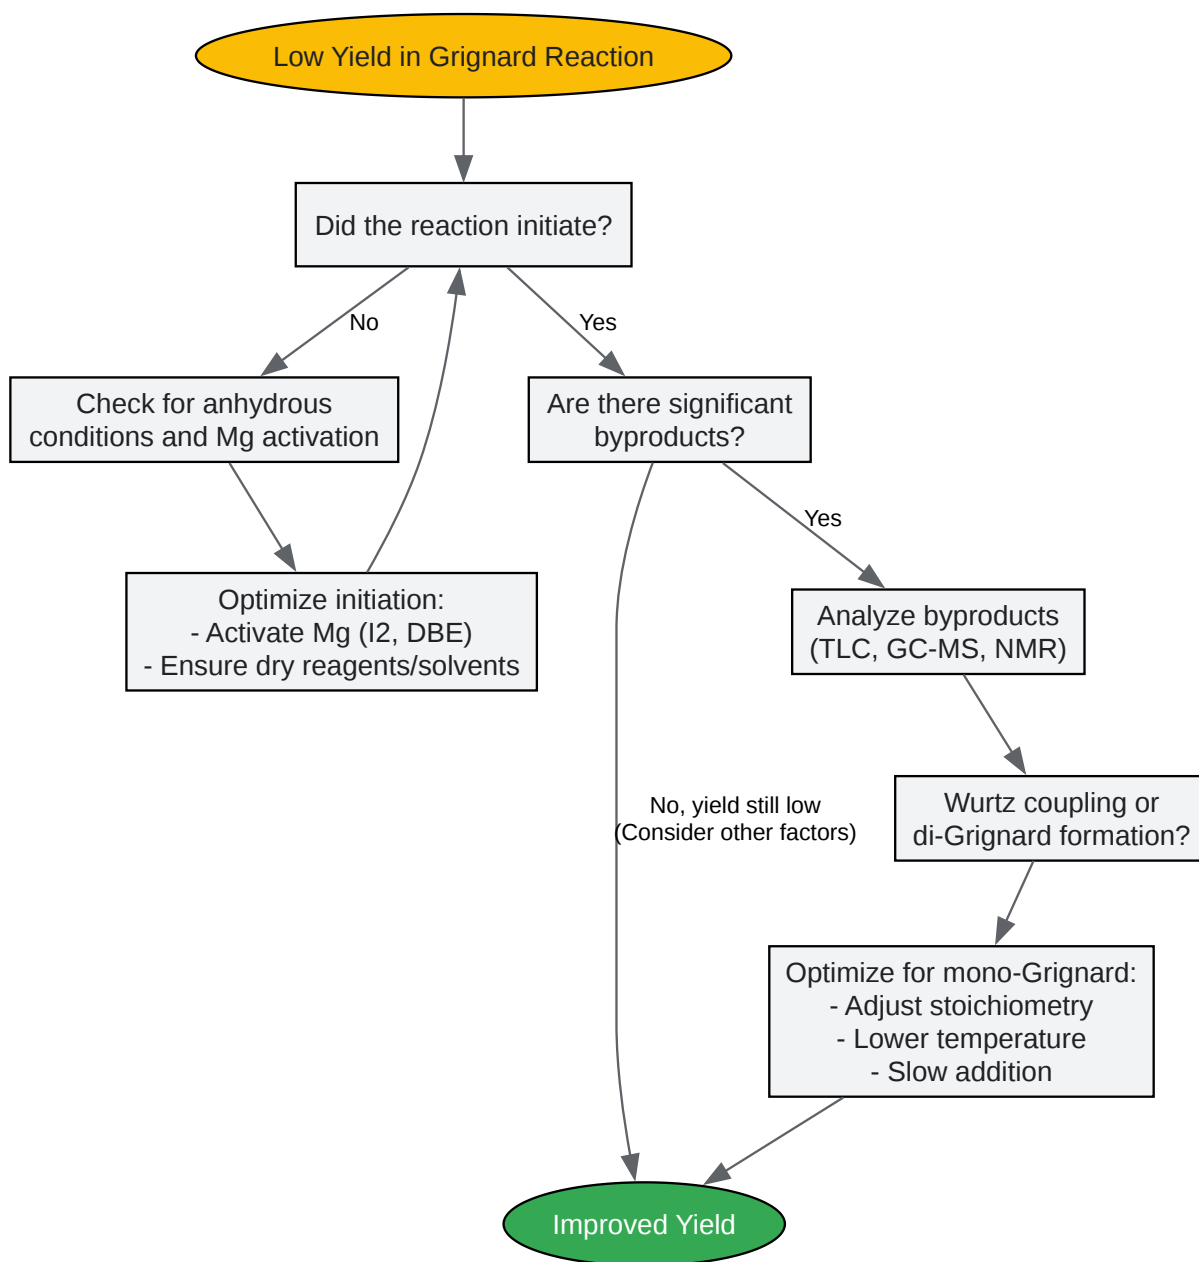 Low Yield in Grignard Reaction
Did the reaction initiate?
No
Yes
Check for anhydrous
conditions and Mg activation
Are there significant
byproducts?
Yes
Optimize initiation:
- Activate Mg (I2, DBE)
- Ensure dry reagents/solvents
Analyze byproducts
(TLC, GC-MS, NMR)
No, yield still low
(Consider other factors)
Wurtz coupling or
di-Grignard formation?
Optimize for mono-Grignard:
- Adjust stoichiometry
- Lower temperature
- Slow addition
Improved Yield